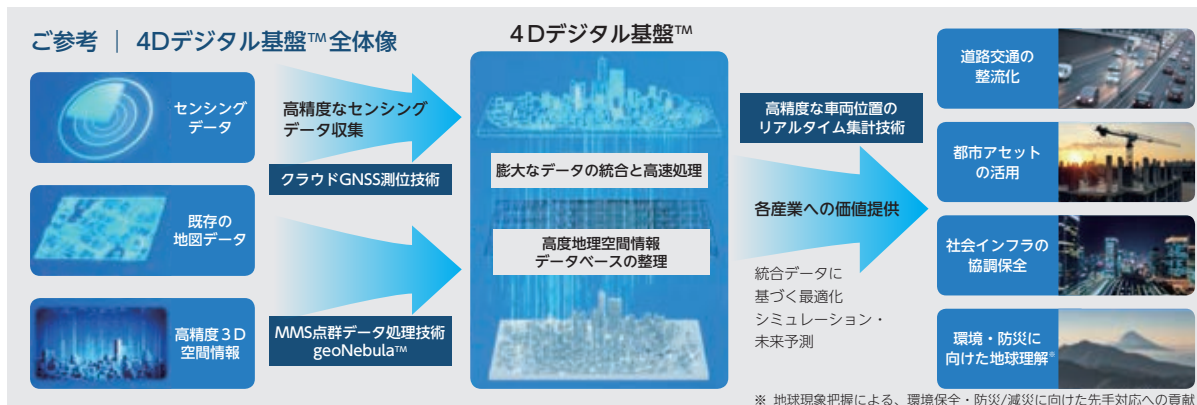 ご参考 ｜ 4Dデジタル基盤™全体像
センシング
データ
既存の
地図データ
高精度3D
空間情報
高精度なセンシング
データ収集
クラウドGNSS測位技術
MMS点群データ処理技術
geoNebula™
4Dデジタル基盤™
膨大なデータの統合と高速処理
高度地理空間情報
データベースの整理
高精度な車両位置の
リアルタイム集計技術
各産業への価値提供
統合データに
基づく最適化
シミュレーション・
未来予測
道路交通の
整流化
都市アセット
の活用
社会インフラの
協調保全
環境・防災に
向けた地球理解※
※ 地球現象把握による、環境保全・防災/減災に向けた先手対応への貢献